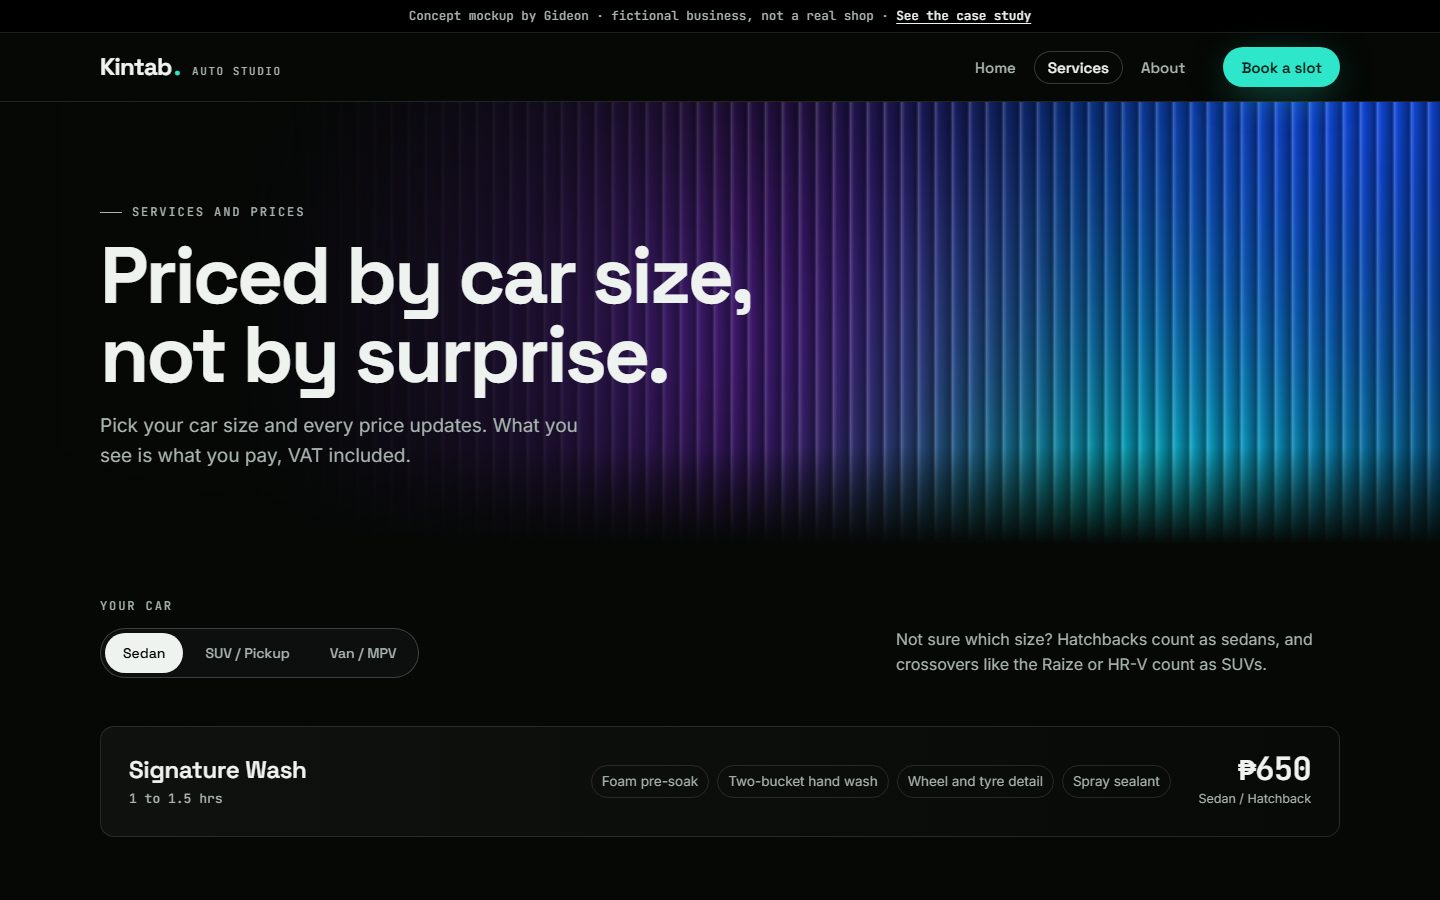 Concept mockup by Gideon · fictional business, not a real shop · See the case study
Kintab. AUTO STUDIO
Home Services About Book a slot
SERVICES AND PRICES
Priced by car size,
not by surprise.
Pick your car size and every price updates. What you
see is what you pay, VAT included.
YOUR CAR
Sedan SUV / Pickup Van / MPV
Not sure which size? Hatchbacks count as sedans, and
crossovers like the Raize or HR-V count as SUVs.
Signature Wash
1 to 1.5 hrs
Foam pre-soak Two-bucket hand wash Wheel and tyre detail Spray sealant
₱650
Sedan / Hatchback